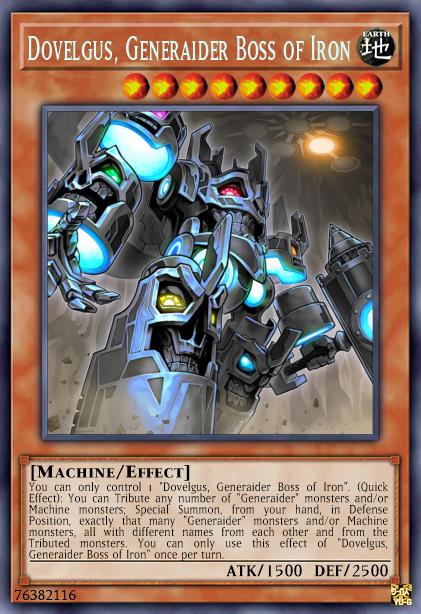 Dovelgus, Generaider Boss of Iron
EARTH
地
[Machine/Effect]
You can only control 1 "Dovelgus, Generaider Boss of Iron". (Quick
Effect): You can Tribute any number of "Generaider" monsters and/or
Machine monsters; Special Summon, from your hand, in Defense
Position, exactly that many "Generaider" monsters and/or Machine
monsters, all with different names from each other and from the
Tributed monsters. You can only use this effect of "Dovelgus,
Generaider Boss of Iron" once per turn.
ATK/1500 DEF/2500
76382116